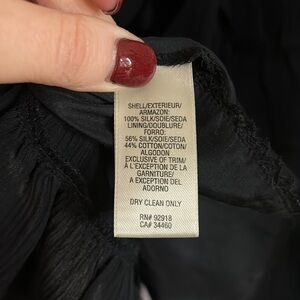 SHELL/EXTERIEUR/
ARMAZON:
100% SILK/SOIE/SEDA
LINING/DOUBLURE/
FORRO:
56% SILK/SOIE/SEDA
44% COTTON/COTON/
ALGODON
EXCLUSIVE OF TRIM/
À L'EXCEPTION DE LA
GARNITURE/
A EXCEPTION DEL
ADORNO
DRY CLEAN ONLY
RN# 92918
CA# 34460